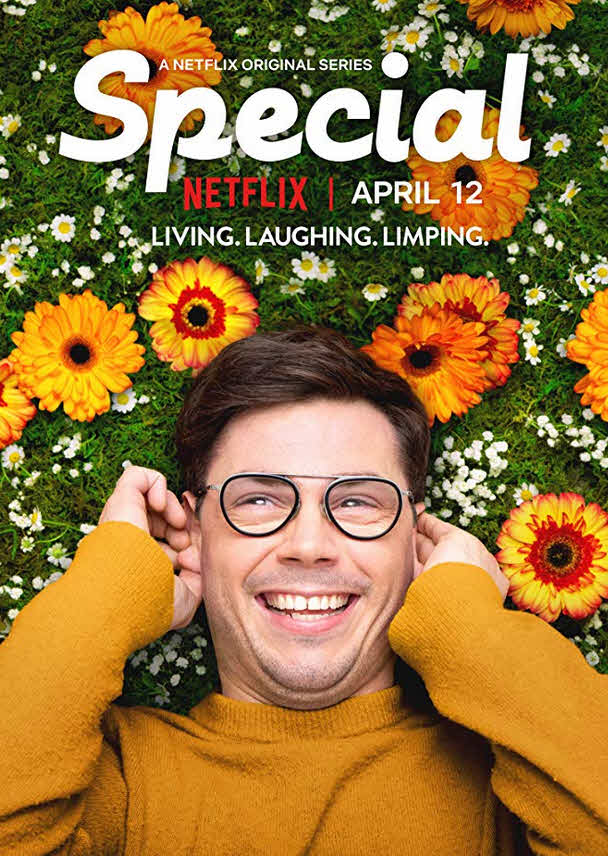 A NETFLIX ORIGINAL SERIES
Special
NETFLIX | APRIL 12
LIVING. LAUGHING. LIMPING.